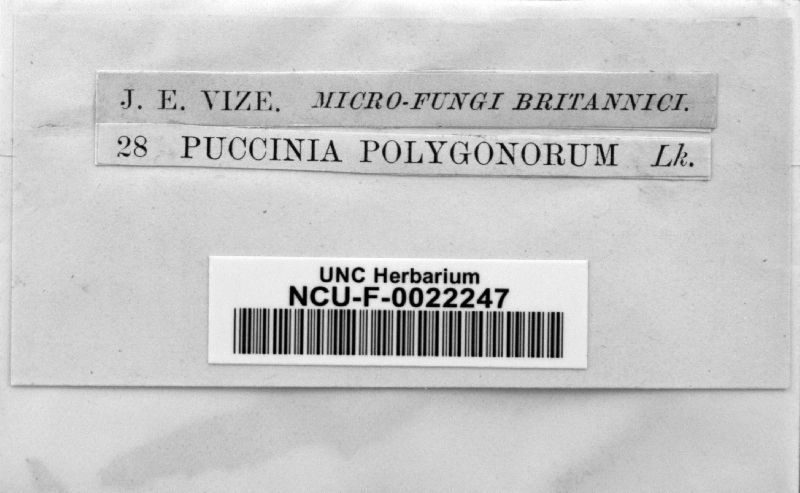 J. E. VIZE. MICRO-FUNGI BRITANNICI.
28 PUCCINIA POLYGONORUM Lk.
UNC Herbarium
NCU-F-0022247